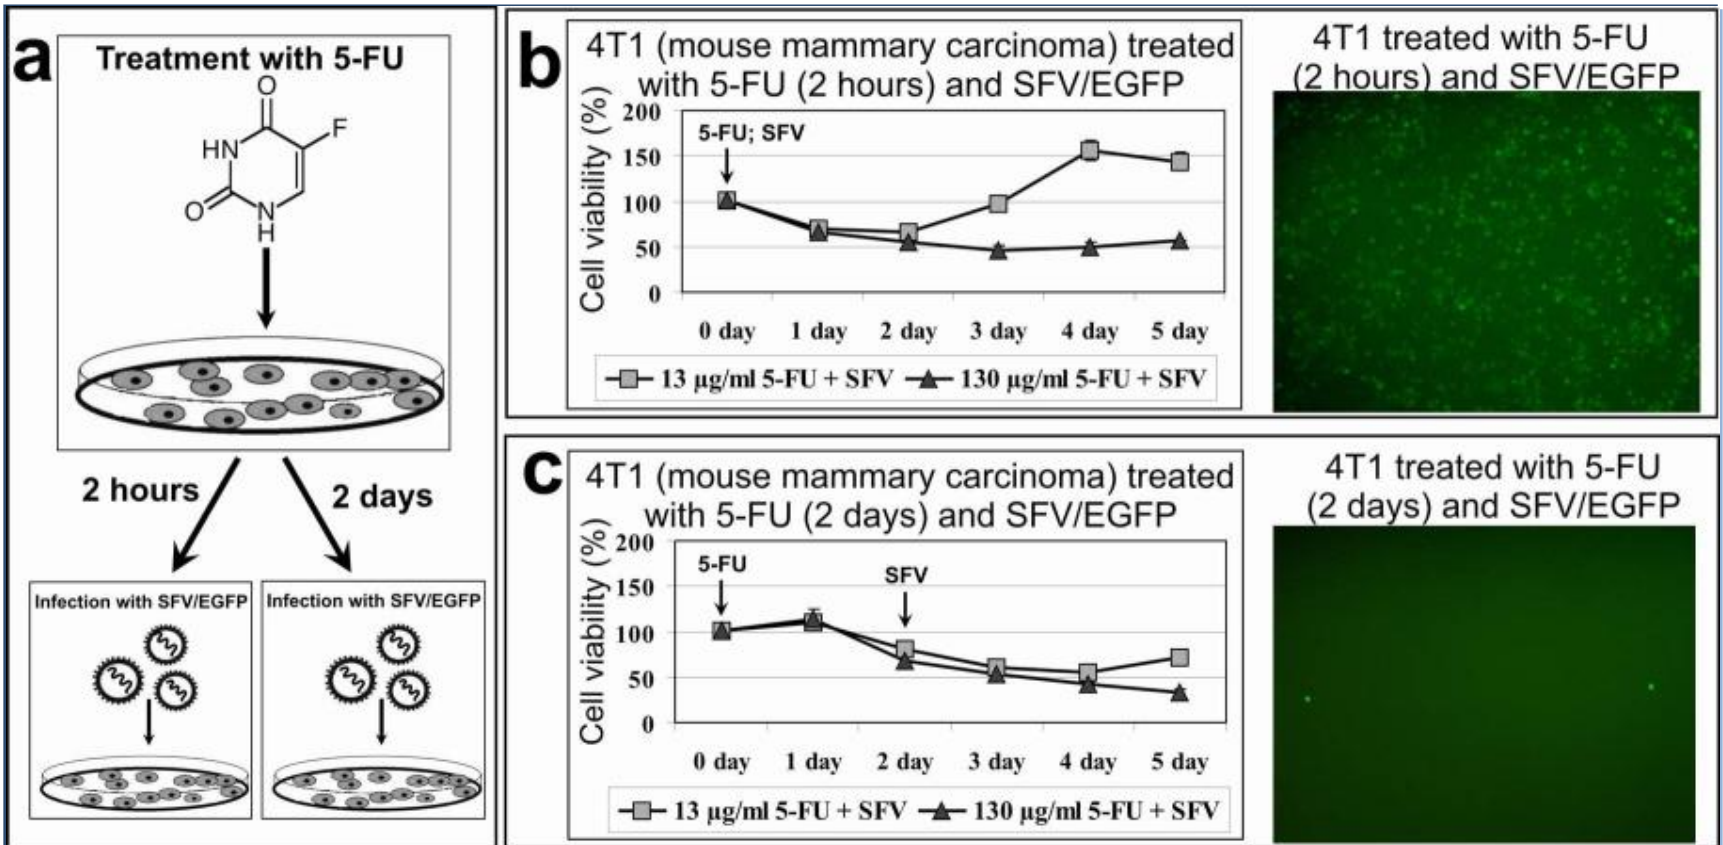 a
Treatment with 5-FU
O
F
HN
O
N
H
2 hours
2 days
Infection with SFV/EGFP
Infection with SFV/EGFP
b
4T1 (mouse mammary carcinoma) treated
with 5-FU (2 hours) and SFV/EGFP
Cell viability (%)
200
150
100
50
0
5-FU; SFV
0 day 1 day 2 day 3 day 4 day 5 day
13 µg/ml 5-FU + SFV 130 µg/ml 5-FU + SFV
4T1 treated with 5-FU
(2 hours) and SFV/EGFP
c
4T1 (mouse mammary carcinoma) treated
with 5-FU (2 days) and SFV/EGFP
Cell viability (%)
200
150
100
50
0
5-FU
SFV
0 day 1 day 2 day 3 day 4 day 5 day
13 µg/ml 5-FU + SFV 130 µg/ml 5-FU + SFV
4T1 treated with 5-FU
(2 days) and SFV/EGFP